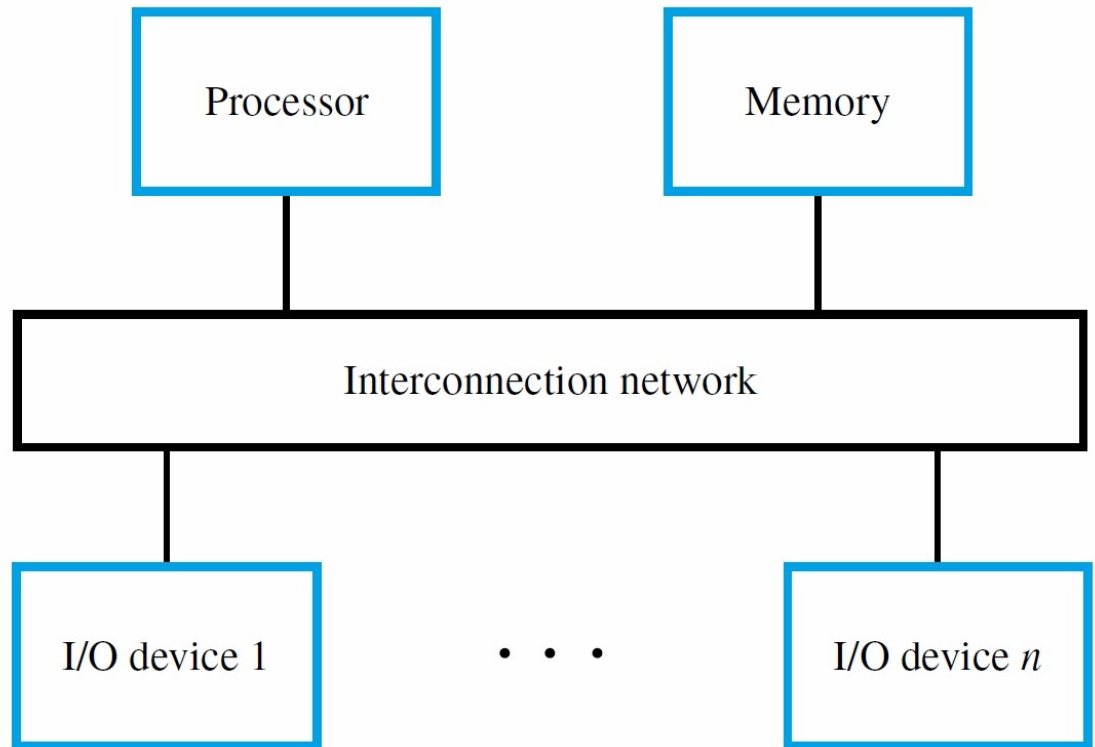 Processor
Memory
Interconnection network
I/O device 1
. . .
I/O device n